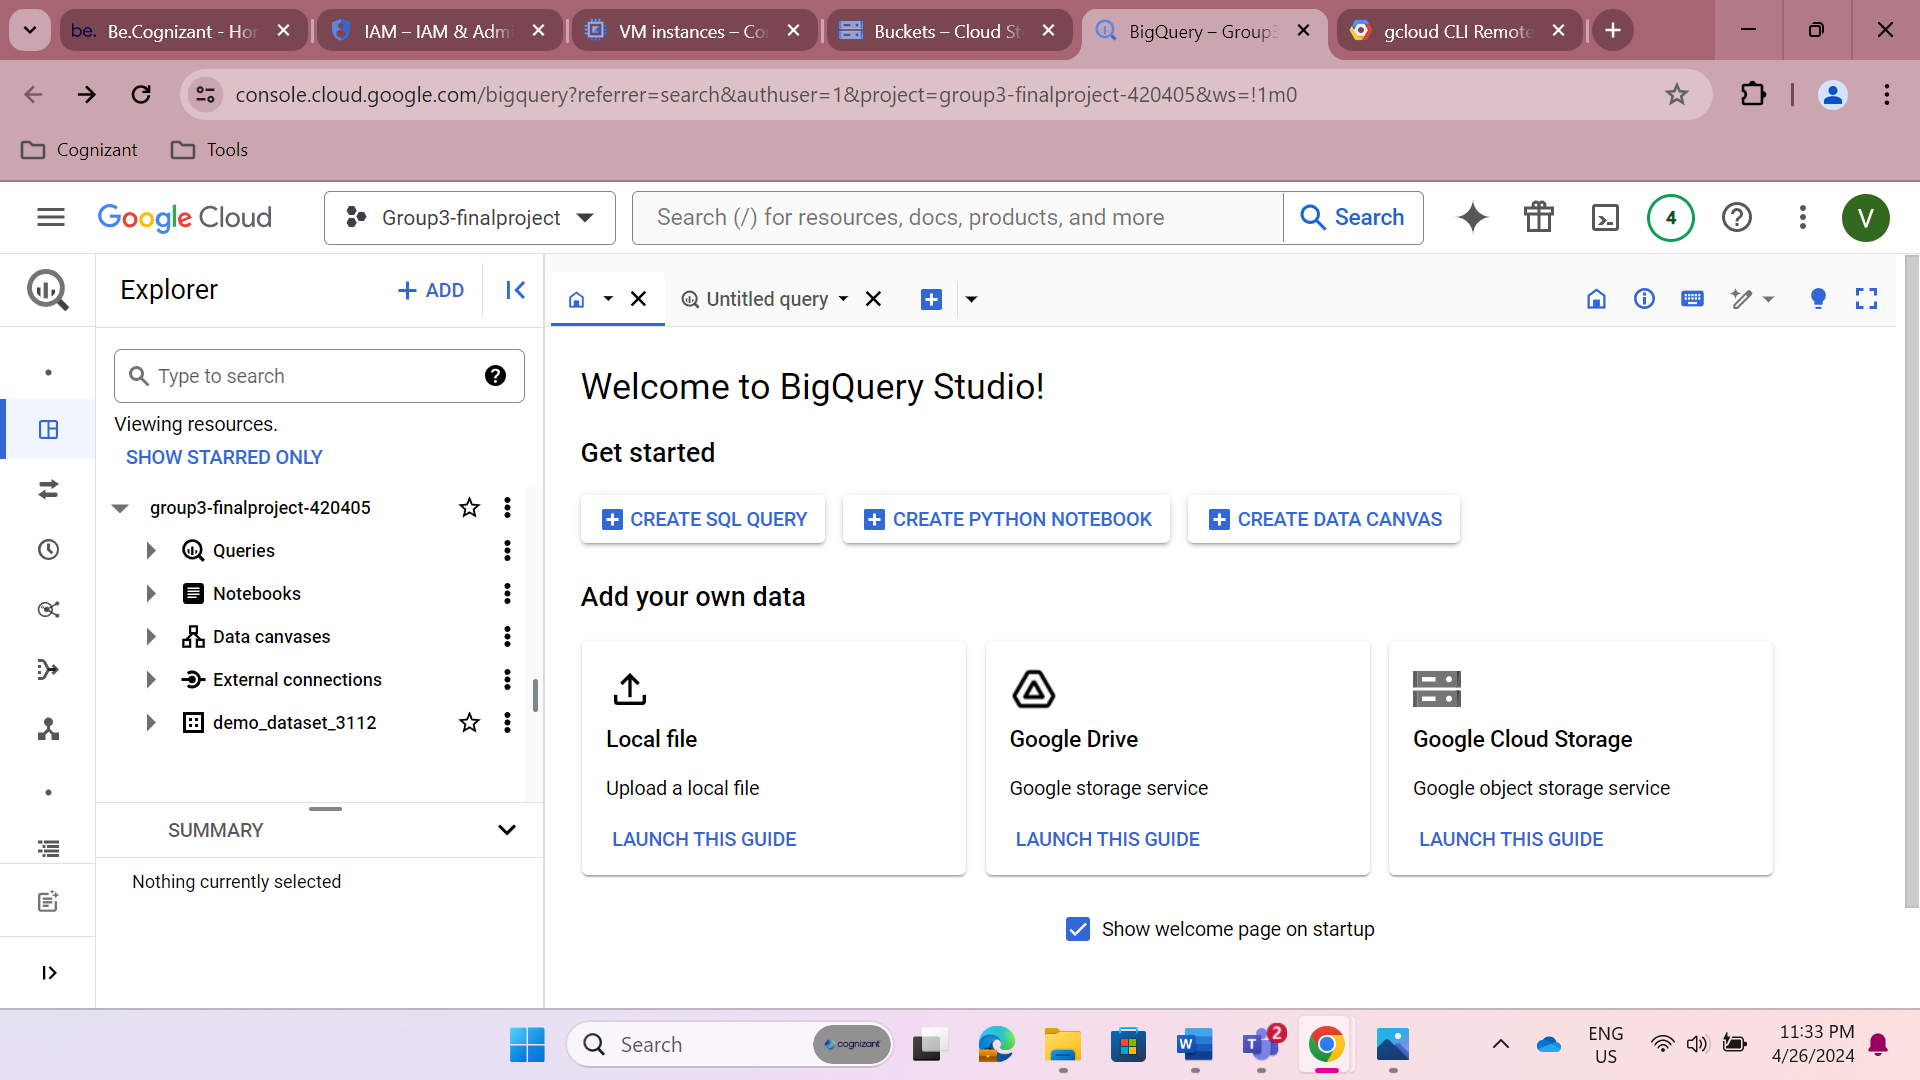 be. Be.Cognizant - Hor
IAM – IAM & Admi
VM instances – Co
Buckets – Cloud St
BigQuery – Group3
gcloud CLI Remote
console.cloud.google.com/bigquery?referrer=search&authuser=1&project=group3-finalproject-420405&ws=!1m0
Cognizant
Tools
Google Cloud
Group3-finalproject
Search (/) for resources, docs, products, and more
Search
4
V
Explorer
+ ADD
Untitled query
Type to search
Viewing resources.
SHOW STARRED ONLY
group3-finalproject-420405
Queries
Notebooks
Data canvases
External connections
demo_dataset_3112
SUMMARY
Nothing currently selected
Welcome to BigQuery Studio!
Get started
CREATE SQL QUERY
CREATE PYTHON NOTEBOOK
CREATE DATA CANVAS
Add your own data
Local file
Upload a local file
LAUNCH THIS GUIDE
Google Drive
Google storage service
LAUNCH THIS GUIDE
Google Cloud Storage
Google object storage service
LAUNCH THIS GUIDE
Show welcome page on startup
Search
cognizant
2
ENG
US
11:33 PM
4/26/2024